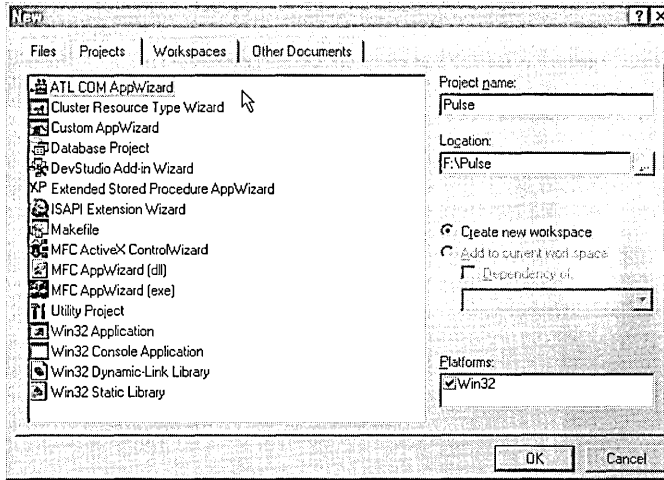 New
Files Projects Workspaces Other Documents
ATL COM AppWizard
Cluster Resource Type Wizard
Custom AppWizard
Database Project
DevStudio Add-in Wizard
XP Extended Stored Procedure AppWizard
ISAPI Extension Wizard
Makefile
MFC ActiveX ControlWizard
MFC AppWizard (dll)
MFC AppWizard (exe)
Utility Project
Win32 Application
Win32 Console Application
Win32 Dynamic-Link Library
Win32 Static Library
Project name:
Pulse
Location:
F:\Pulse
...
Create new workspace
Add to current workspace
Dependency of:
Platforms:
Win32
OK Cancel